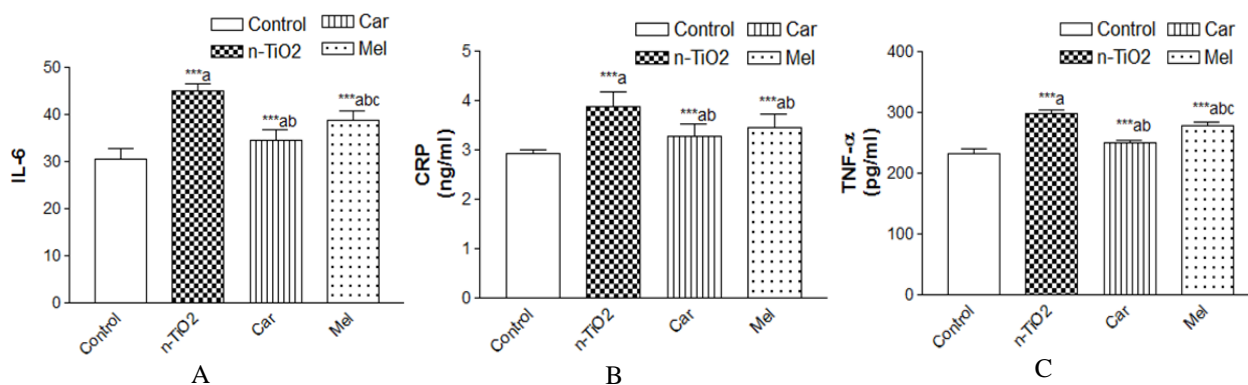 Control Car
n-TiO2 Mel
50
40
30
20
10
0
IL-6
***a
***ab
***abc
Control
n-TiO2
Car
Mel
A
Control Car
n-TiO2 Mel
5
4
3
2
1
0
CRP
(ng/ml)
***a
***ab
***ab
Control
n-TiO2
Car
Mel
B
Control Car
n-TiO2 Mel
400
300
200
100
0
TNF-α
(pg/ml)
***a
***ab
***abc
Control
n-TiO2
Car
Mel
C